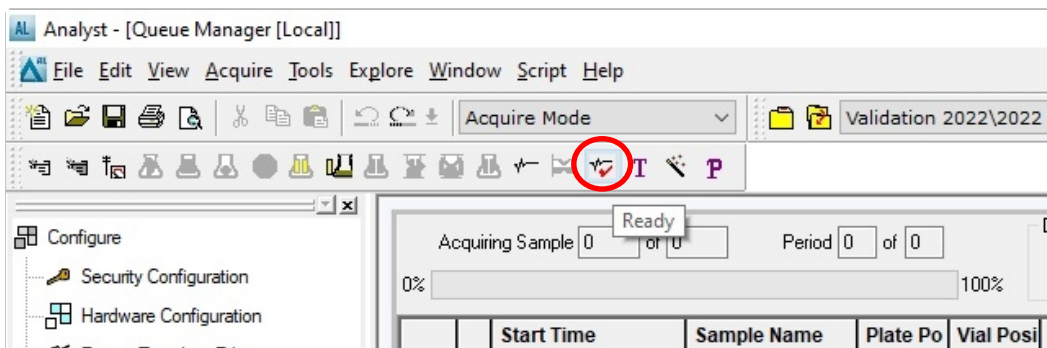 AL Analyst - [Queue Manager [Local]]
File Edit View Acquire Tools Explore Window Script Help
Acquire Mode Validation 2022\2022
T P
Ready
Configure
Security Configuration
Hardware Configuration
Acquiring Sample 0 of 0 Period 0 of 0
0% 100%
Start Time Sample Name Plate Po Vial Posi